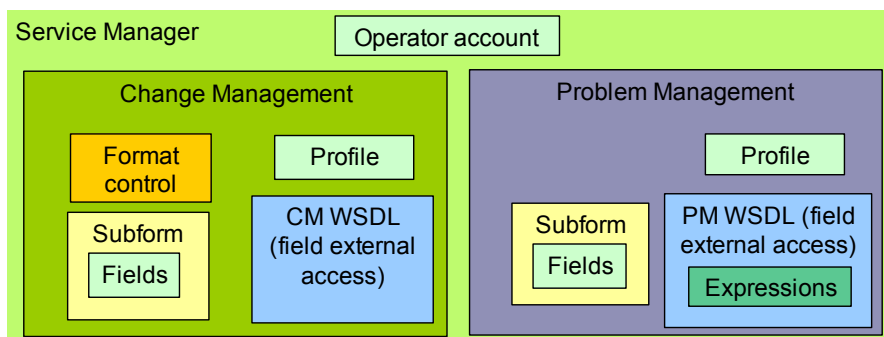 Service Manager
Operator account
Change Management
Format
control
Profile
Subform
Fields
CM WSDL
(field external
access)
Problem Management
Profile
Subform
Fields
PM WSDL (field
external access)
Expressions